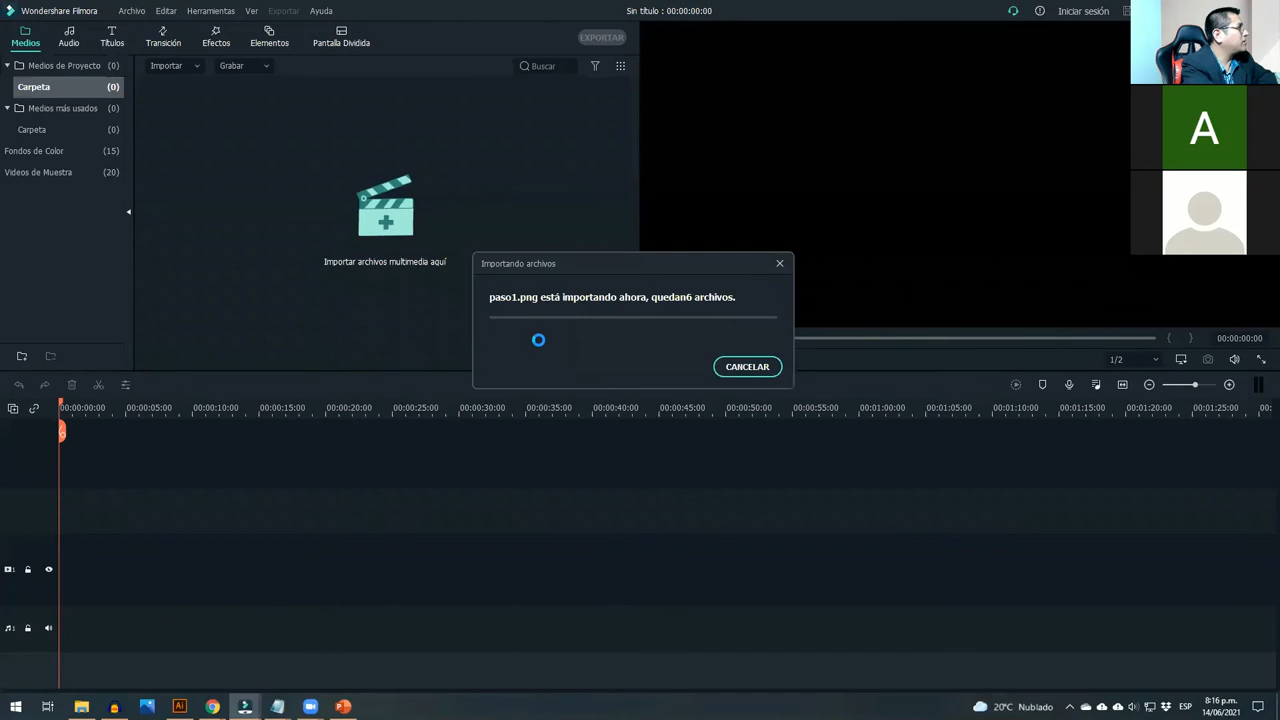 Wondershare Filmora
Archivo
Editar
Herramientas
Ver
Exportar
Ayuda
Sin título : 00:00:00:00
Iniciar sesión
Medios
Audio
Títulos
Transición
Efectos
Elementos
Pantalla Dividida
EXPORTAR
Medios de Proyecto (0)
Carpeta (0)
Medios más usados (0)
Carpeta (0)
Fondos de Color (15)
Videos de Muestra (20)
Importar
Grabar
Buscar
Importar archivos multimedia aquí
Importando archivos
paso1.png está importando ahora, quedan6 archivos.
CANCELAR
A
00:00:00:00
1/2
00:00:00:00
00:00:05:00
00:00:10:00
00:00:15:00
00:00:20:00
00:00:25:00
00:00:30:00
00:00:35:00
00:00:40:00
00:00:45:00
00:00:50:00
00:00:55:00
00:01:00:00
00:01:05:00
00:01:10:00
00:01:15:00
00:01:20:00
00:01:25:00
00:
1
1
Ai
20°C Nublado
ESP
8:16 p.m.
14/06/2021